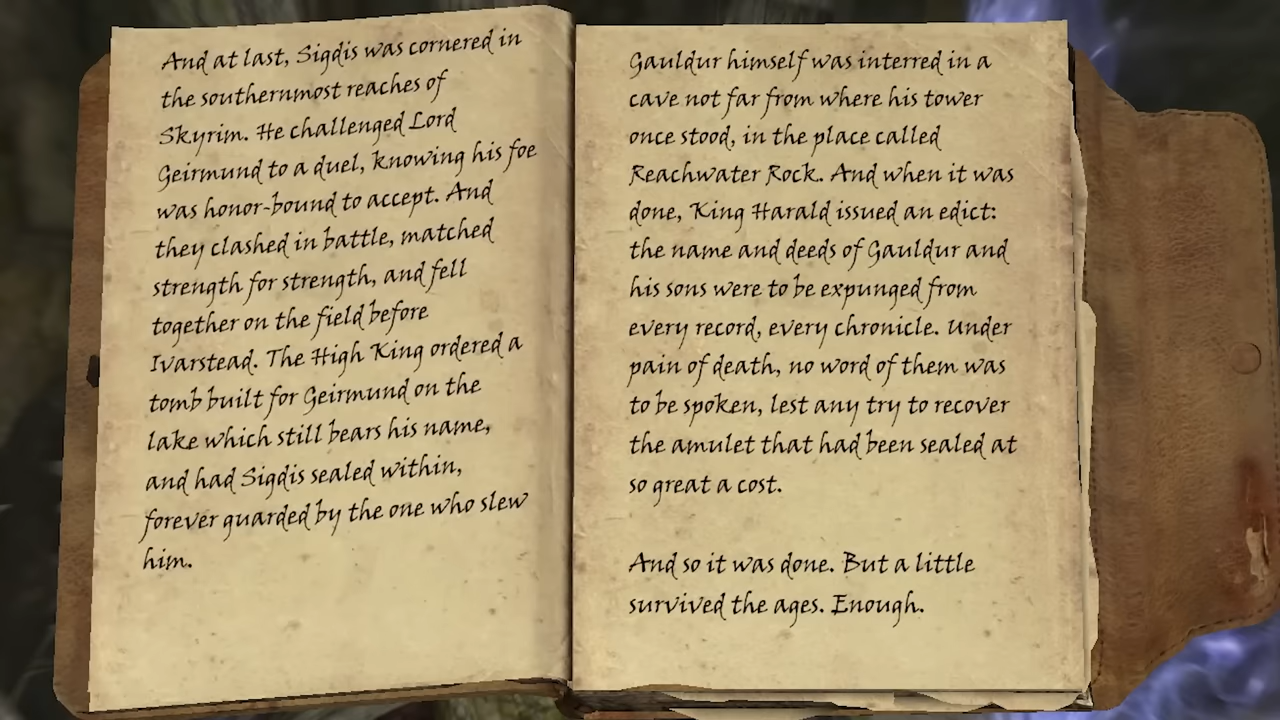 And at last, Sigdis was cornered in
the southernmost reaches of
Skyrim. He challenged Lord
Geirmund to a duel, knowing his foe
was honor-bound to accept. And
they clashed in battle, matched
strength for strength, and fell
together on the field before
Ivarstead. The High King ordered a
tomb built for Geirmund on the
lake which still bears his name,
and had Sigdis sealed within,
forever guarded by the one who slew
him.
Gauldur himself was interred in a
cave not far from where his tower
once stood, in the place called
Reachwater Rock. And when it was
done, King Harald issued an edict:
the name and deeds of Gauldur and
his sons were to be expunged from
every record, every chronicle. Under
pain of death, no word of them was
to be spoken, lest any try to recover
the amulet that had been sealed at
so great a cost.
And so it was done. But a little
survived the ages. Enough.